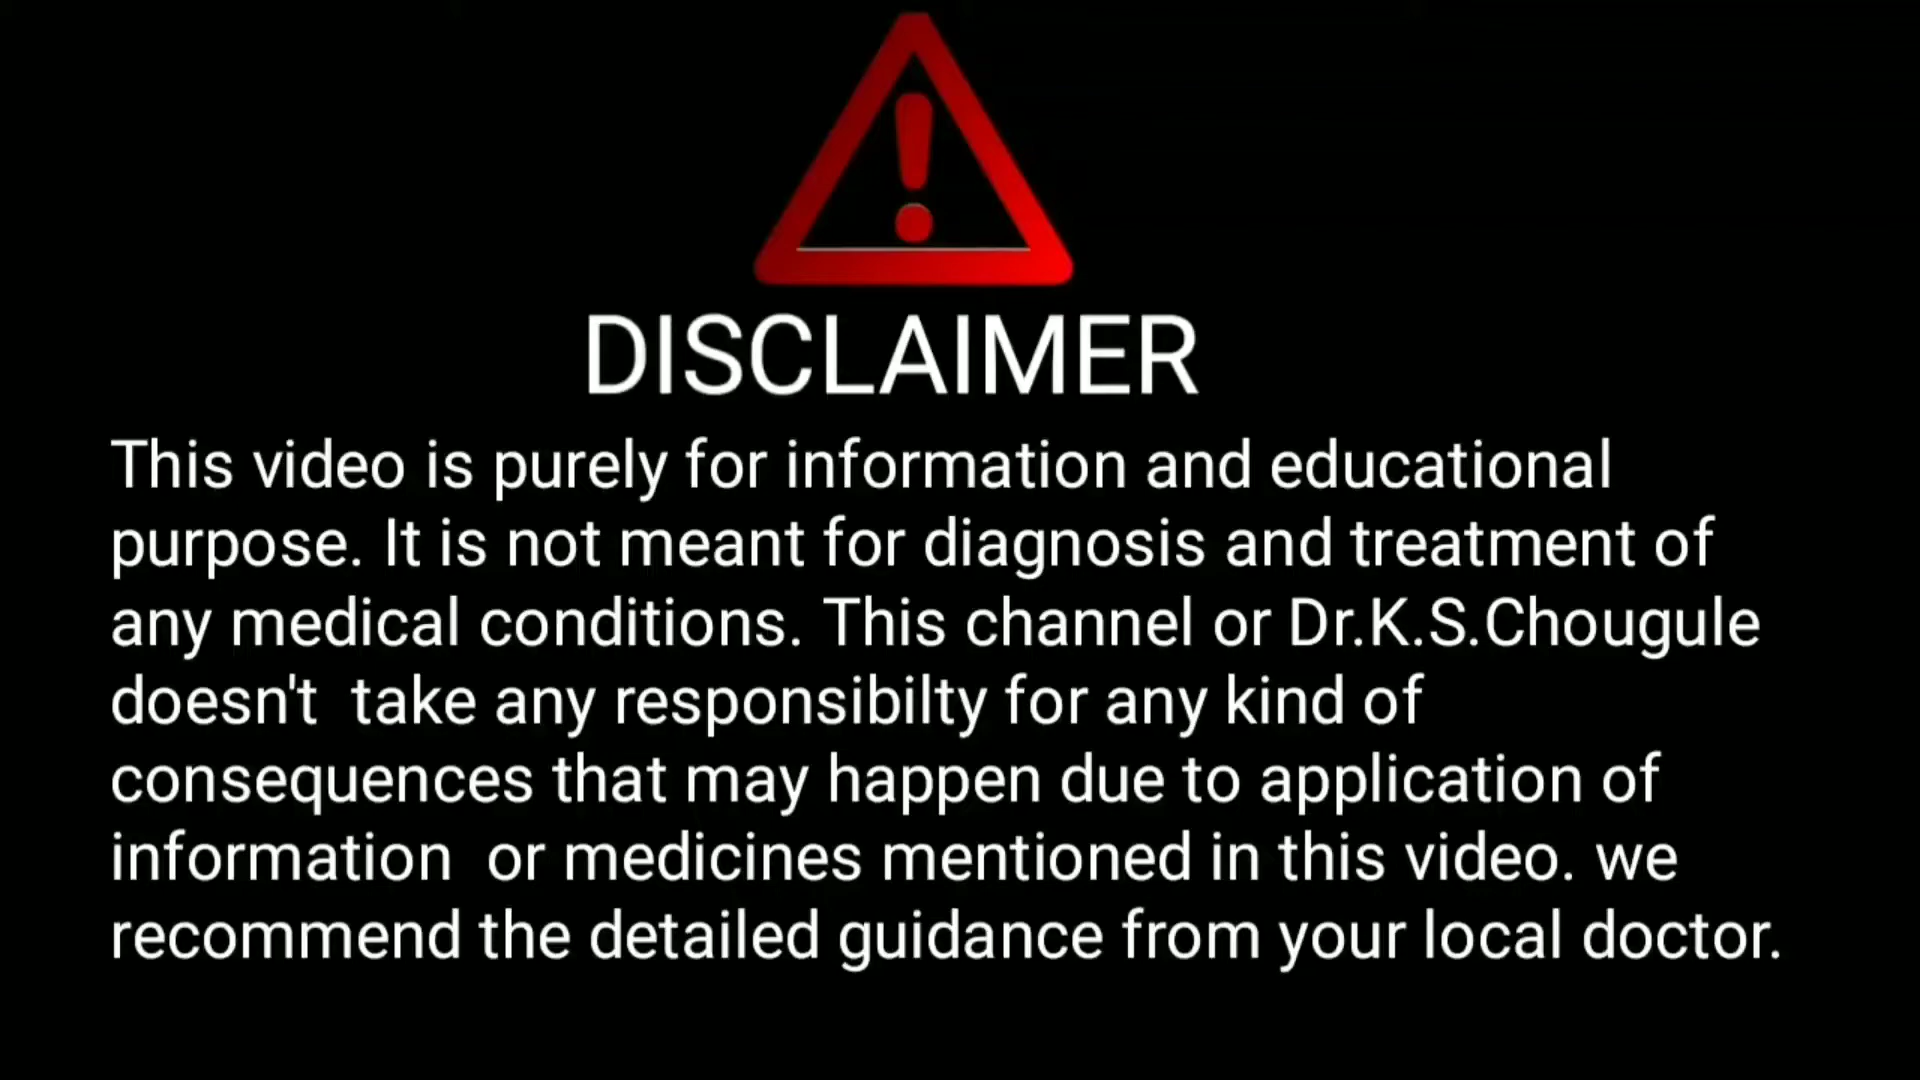 DISCLAIMER
This video is purely for information and educational
purpose. It is not meant for diagnosis and treatment of
any medical conditions. This channel or Dr.K.S.Chougule
doesn't  take any responsibilty for any kind of
consequences that may happen due to application of
information  or medicines mentioned in this video. we
recommend the detailed guidance from your local doctor.